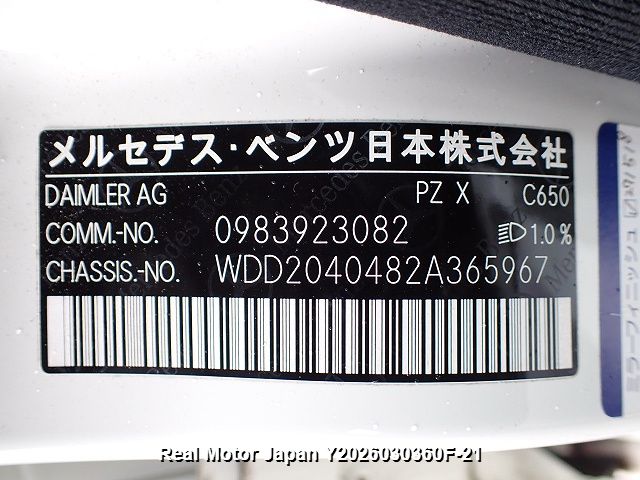 メルセデス・ベンツ日本株式会社
DAIMLER AG PZ X C650
COMM.-NO. 0983923082 1.0%
CHASSIS.-NO. WDD2040482A365967
Real Motor Japan Y2026030360F-21